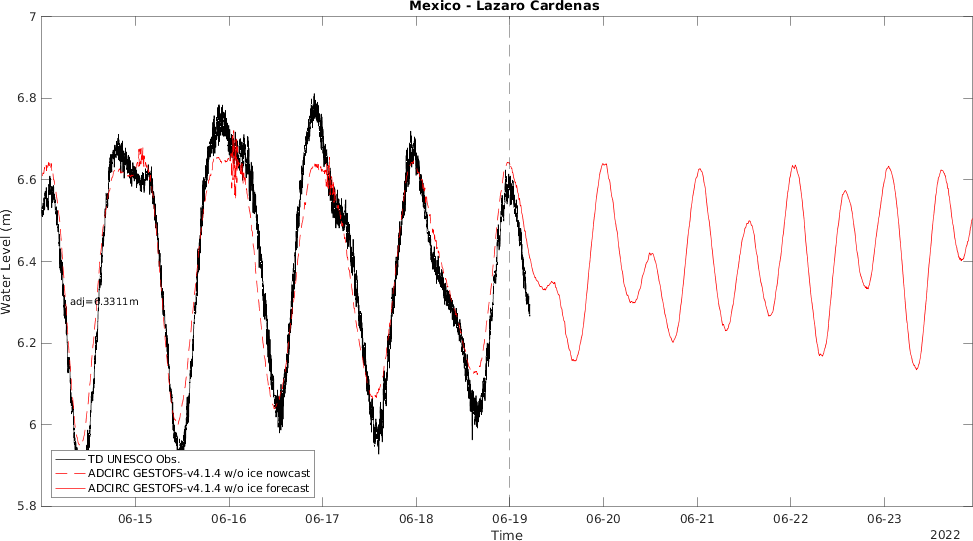 Mexico - Lazaro Cardenas
7
6.8
6.6
6.4
6.2
6
5.8
Water Level (m)
adj=6.3311m
TD UNESCO Obs.
ADCIRC GESTOFS-v4.1.4 w/o ice nowcast
ADCIRC GESTOFS-v4.1.4 w/o ice forecast
06-15 06-16 06-17 06-18 06-19 06-20 06-21 06-22 06-23
Time
2022